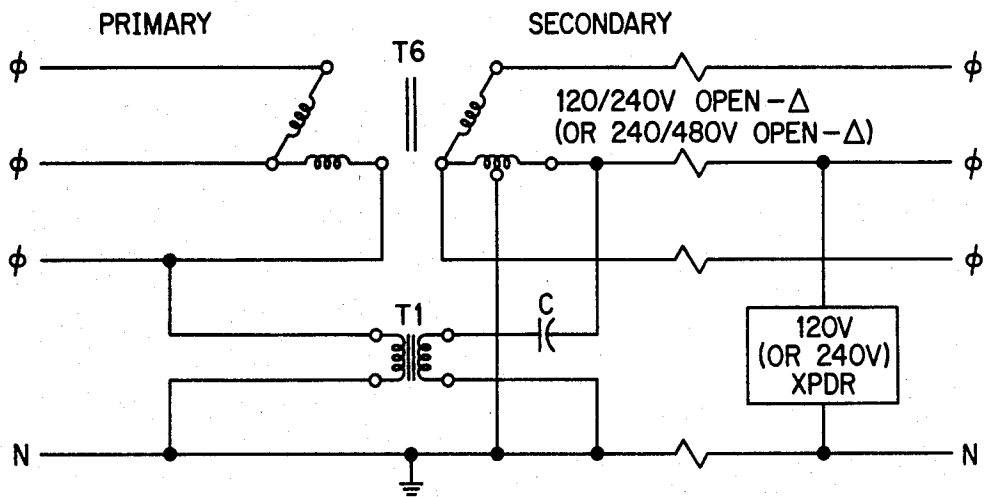 PRIMARY
SECONDARY
T6
ϕ
ϕ
120/240V OPEN-Δ
(OR 240/480V OPEN-Δ)
ϕ
ϕ
ϕ
ϕ
T1
C
120V
(OR 240V)
XPDR
N
N